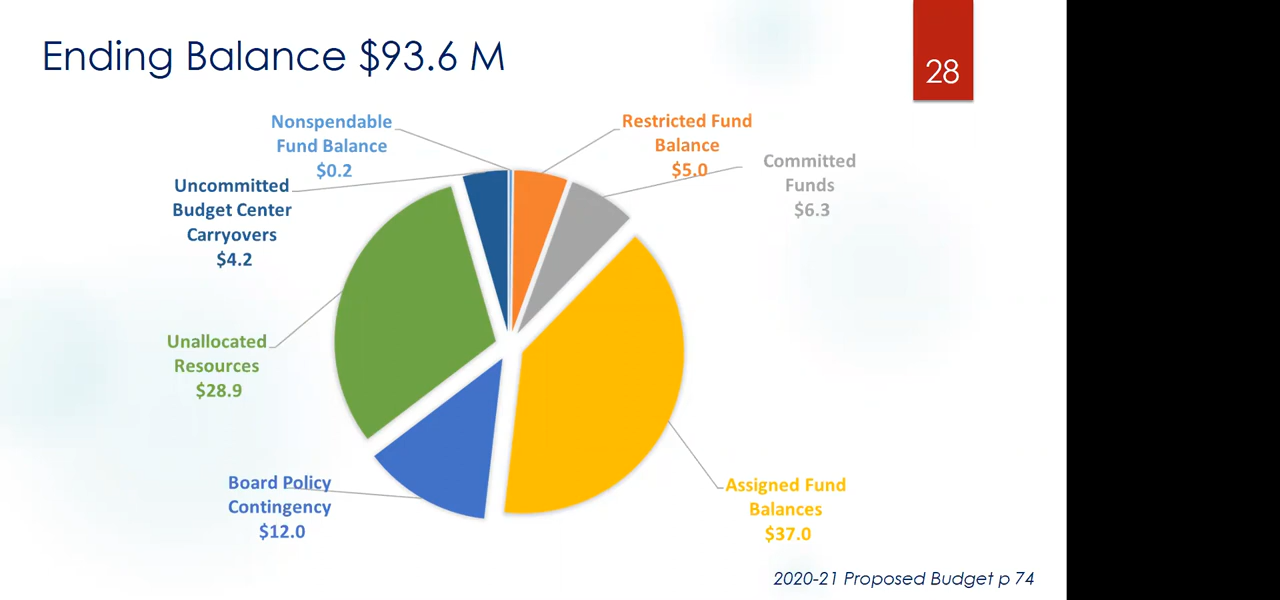 Ending Balance $93.6 M
28
Nonspendable
Fund Balance
$0.2
Restricted Fund
Balance
$5.0
Committed
Funds
$6.3
Uncommitted
Budget Center
Carryovers
$4.2
Unallocated
Resources
$28.9
Board Policy
Contingency
$12.0
Assigned Fund
Balances
$37.0
2020-21 Proposed Budget p 74